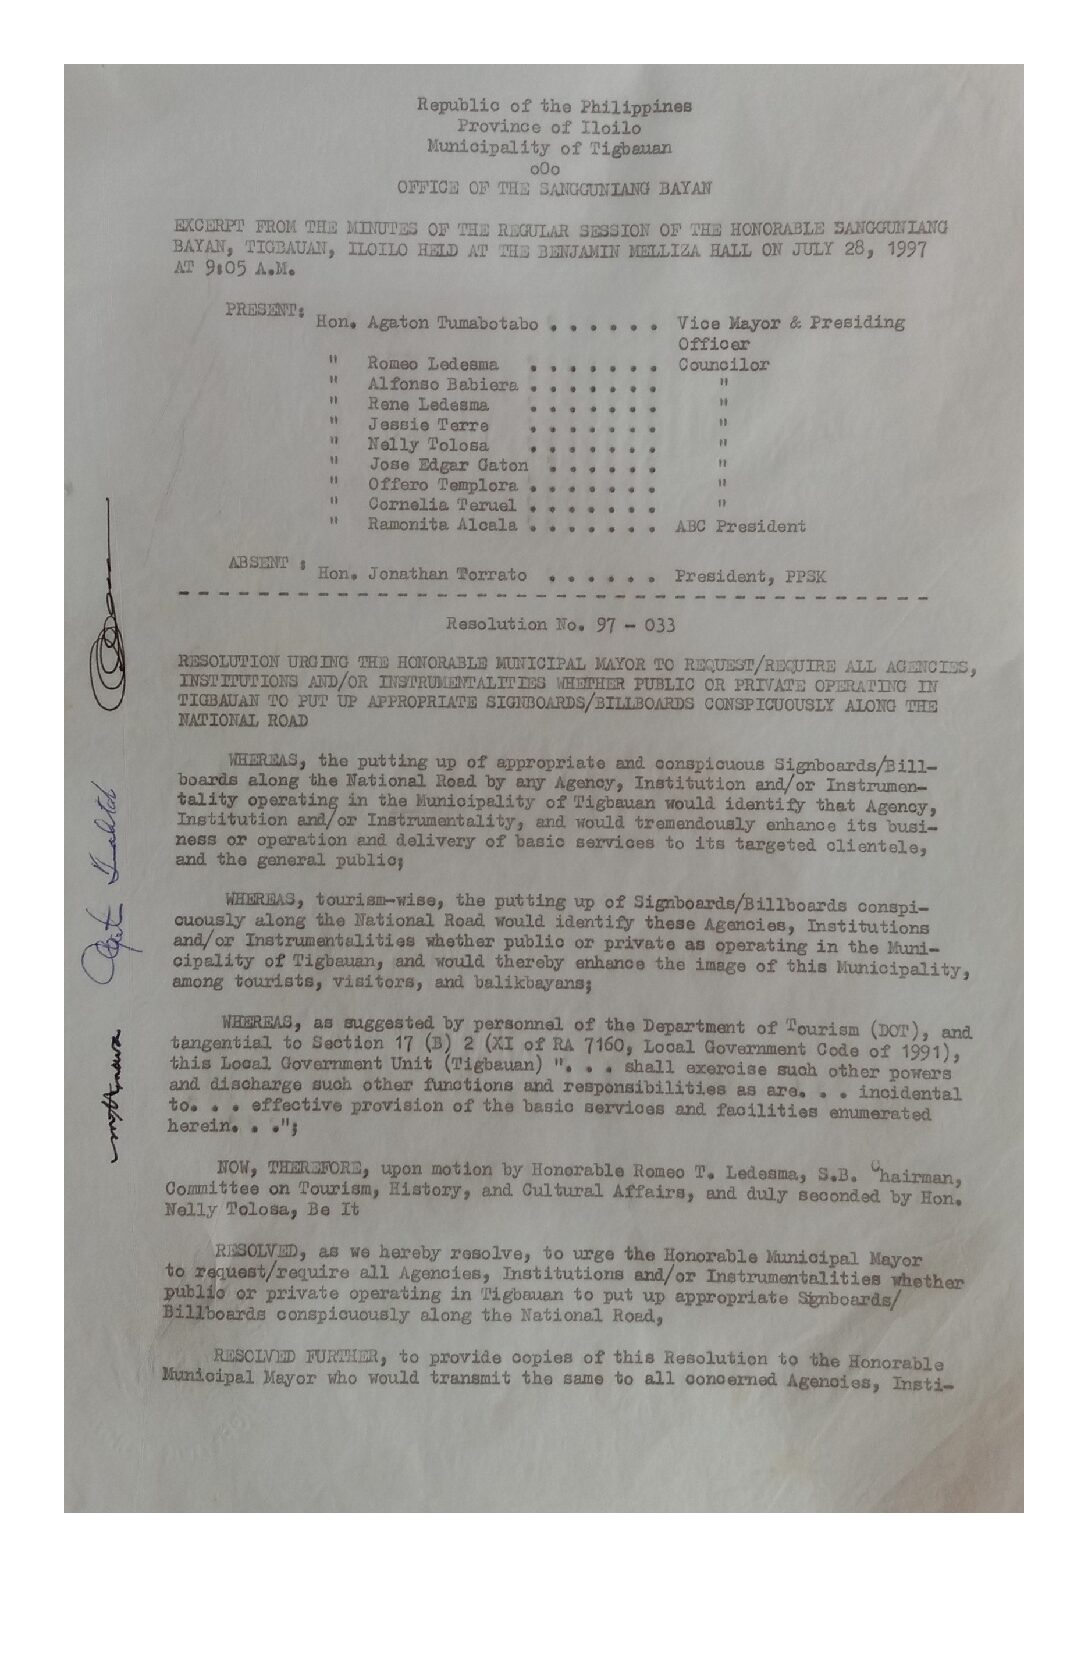 Republic of the Philippines
Province of Iloilo
Municipality of Tigbauan
oOo
OFFICE OF THE SANGGUNIANG BAYAN
EXCERPT FROM THE MINUTES OF THE REGULAR SESSION OF THE HONORABLE SANGGUNIANG
BAYAN, TIGBAUAN, ILOILO HELD AT THE BENJAMIN MELLIZA HALL ON JULY 28, 1997
AT 9:05 A.M.
PRESENT:
Hon. Agaton Tumabotabo . . . . . . Vice Mayor & Presiding
Officer
" Romeo Ledesma . . . . . . . Councilor
" Alfonso Babiera . . . . . . . "
" Rene Ledesma . . . . . . . "
" Jessie Terre . . . . . . . "
" Nelly Tolosa . . . . . . . "
" Jose Edgar Gaton . . . . . . "
" Offero Templora . . . . . . . "
" Cornelia Teruel . . . . . . . "
" Ramonita Alcala . . . . . . . ABC President
ABSENT :
Hon. Jonathan Torrato . . . . . . President, PPSK
- - - - - - - - - - - - - - - - - - - - - - - - - - - - - - - - - - - - - - -
Resolution No. 97 - 033
RESOLUTION URGING THE HONORABLE MUNICIPAL MAYOR TO REQUEST/REQUIRE ALL AGENCIES,
INSTITUTIONS AND/OR INSTRUMENTALITIES WHETHER PUBLIC OR PRIVATE OPERATING IN
TIGBAUAN TO PUT UP APPROPRIATE SIGNBOARDS/BILLBOARDS CONSPICUOUSLY ALONG THE
NATIONAL ROAD
WHEREAS, the putting up of appropriate and conspicuous Signboards/Bill-
boards along the National Road by any Agency, Institution and/or Instrumen-
tality operating in the Municipality of Tigbauan would identify that Agency,
Institution and/or Instrumentality, and would tremendously enhance its busi-
ness or operation and delivery of basic services to its targeted clientele,
and the general public;
WHEREAS, tourism-wise, the putting up of Signboards/Billboards conspi-
cuously along the National Road would identify these Agencies, Institutions
and/or Instrumentalities whether public or private as operating in the Muni-
cipality of Tigbauan, and would thereby enhance the image of this Municipality,
among tourists, visitors, and balikbayans;
WHEREAS, as suggested by personnel of the Department of Tourism (DOT), and
tangential to Section 17 (B) 2 (XI of RA 7160, Local Government Code of 1991),
this Local Government Unit (Tigbauan) ". . . shall exercise such other powers
and discharge such other functions and responsibilities as are. . . incidental
to. . . effective provision of the basic services and facilities enumerated
herein. . .";
NOW, THEREFORE, upon motion by Honorable Romeo T. Ledesma, S.B. Chairman,
Committee on Tourism, History, and Cultural Affairs, and duly seconded by Hon.
Nelly Tolosa, Be It
RESOLVED, as we hereby resolve, to urge the Honorable Municipal Mayor
to request/require all Agencies, Institutions and/or Instrumentalities whether
public or private operating in Tigbauan to put up appropriate Sgnboards/
Billboards conspicuously along the National Road,
RESOLVED FURTHER, to provide copies of this Resolution to the Honorable
Municipal Mayor who would transmit the same to all concerned Agencies, Insti-